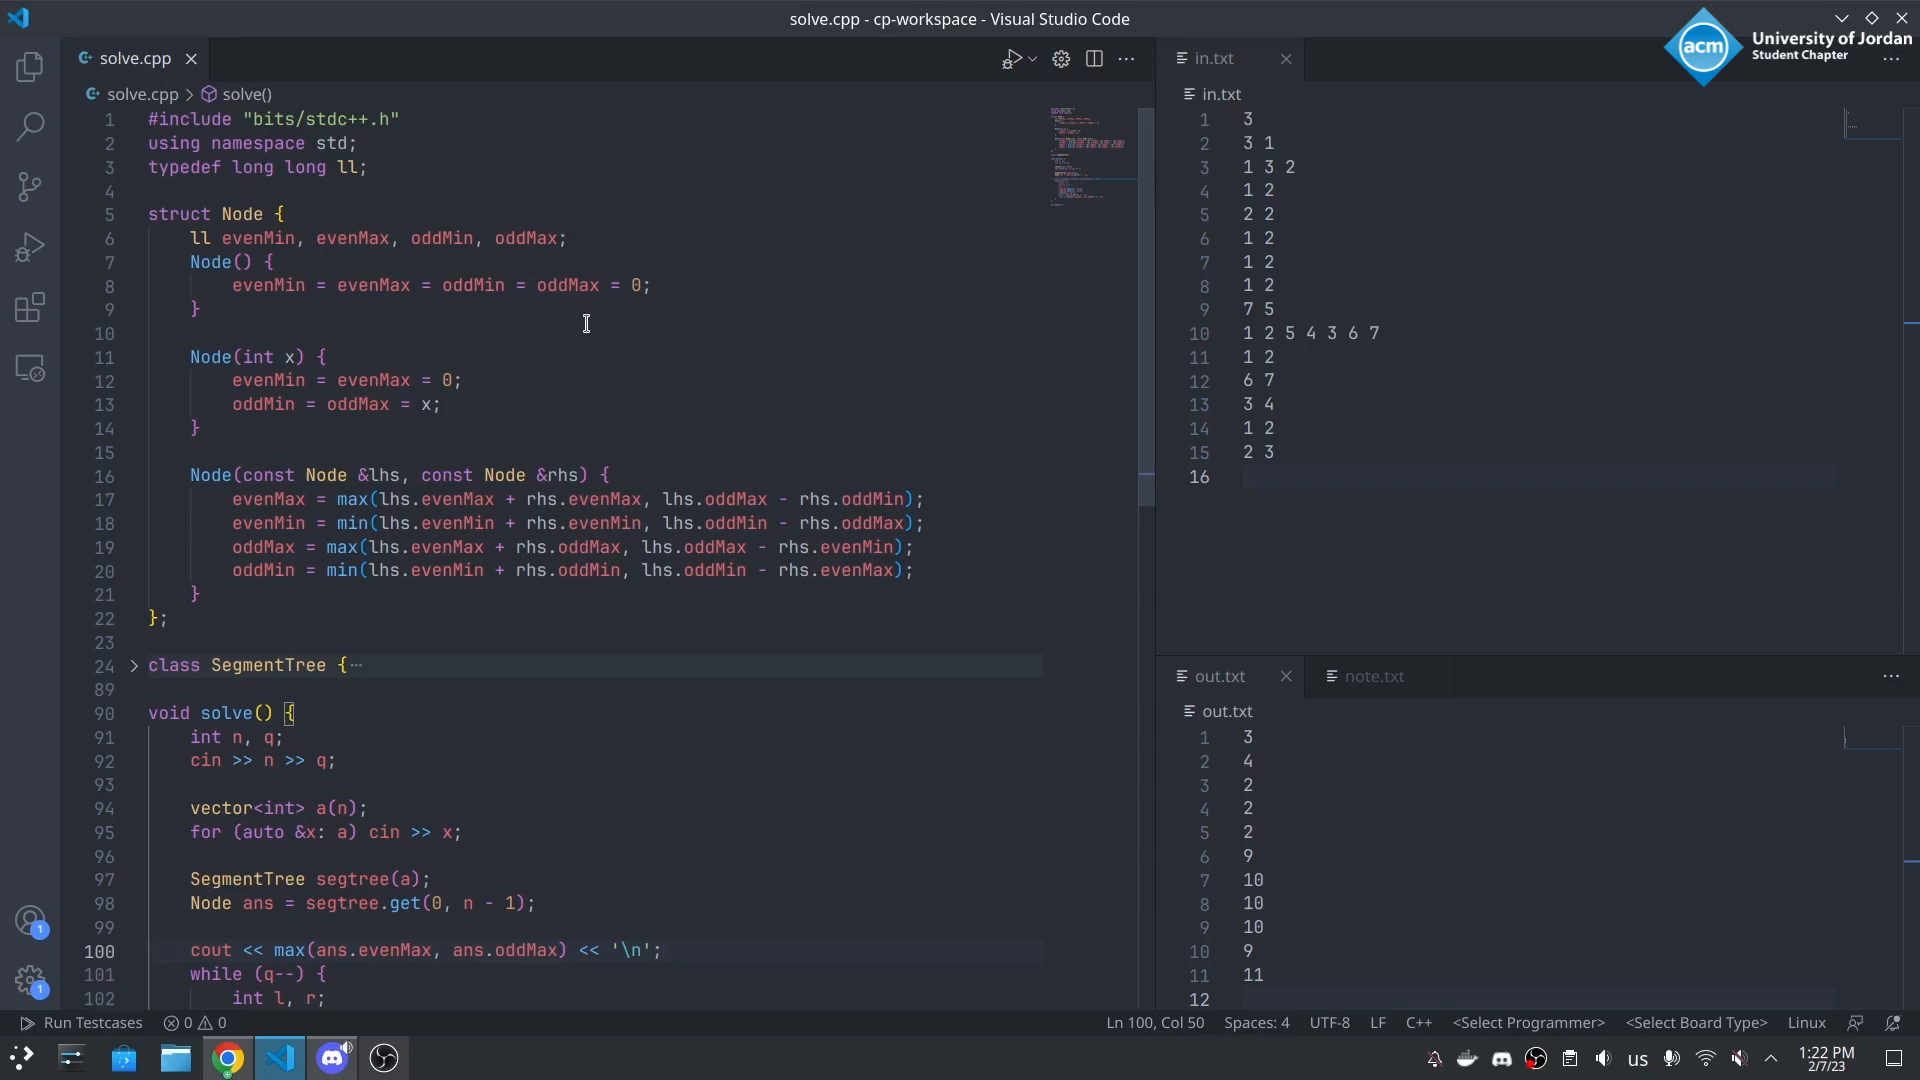 solve.cpp - cp-workspace - Visual Studio Code
acm
University of Jordan
Student Chapter
solve.cpp
solve.cpp > solve()
1 #include "bits/stdc++.h"
2 using namespace std;
3 typedef long long ll;
4
5 struct Node {
6 ll evenMin, evenMax, oddMin, oddMax;
7 Node() {
8 evenMin = evenMax = oddMin = oddMax = 0;
9 }
10
11 Node(int x) {
12 evenMin = evenMax = 0;
13 oddMin = oddMax = x;
14 }
15
16 Node(const Node &lhs, const Node &rhs) {
17 evenMax = max(lhs.evenMax + rhs.evenMax, lhs.oddMax - rhs.oddMin);
18 evenMin = min(lhs.evenMin + rhs.evenMin, lhs.oddMin - rhs.oddMax);
19 oddMax = max(lhs.evenMax + rhs.oddMax, lhs.oddMax - rhs.evenMin);
20 oddMin = min(lhs.evenMin + rhs.oddMin, lhs.oddMin - rhs.evenMax);
21 }
22 };
23
24 class SegmentTree {⋯
89
90 void solve() {
91 int n, q;
92 cin >> n >> q;
93
94 vector<int> a(n);
95 for (auto &x: a) cin >> x;
96
97 SegmentTree segtree(a);
98 Node ans = segtree.get(0, n - 1);
99
100 cout << max(ans.evenMax, ans.oddMax) << '\n';
101 while (q--) {
102 int l, r;
in.txt
in.txt
1 3
2 3 1
3 1 3 2
4 1 2
5 2 2
6 1 2
7 1 2
8 1 2
9 7 5
10 1 2 5 4 3 6 7
11 1 2
12 6 7
13 3 4
14 1 2
15 2 3
16
out.txt
note.txt
out.txt
1 3
2 4
3 2
4 2
5 2
6 9
7 10
8 10
9 10
10 9
11 11
12
1
1
Run Testcases 0 0
Ln 100, Col 50 Spaces: 4 UTF-8 LF C++ <Select Programmer> <Select Board Type> Linux
us
1:22 PM
2/7/23